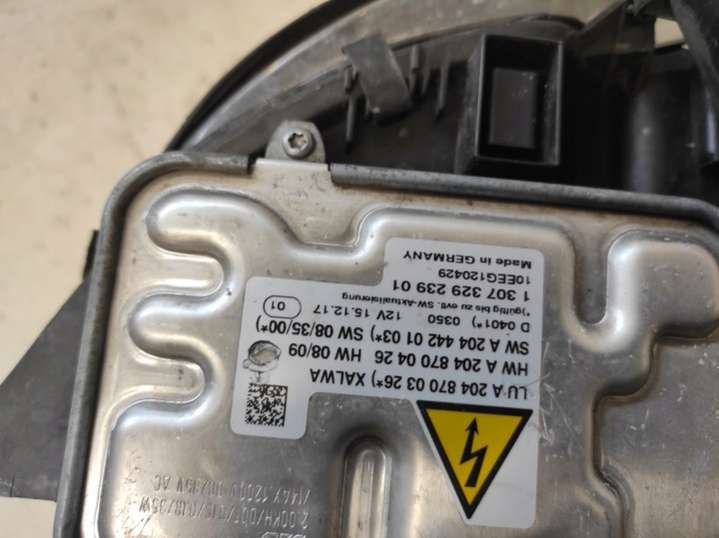 LU A 204 870 03 26*) XALWA
HW A 204 870 04 26 HW 08/09
SW A 204 442 01 03*) SW 08/35/00*)
D 0401*) 0350 12V 15.12.17 01
*)gültig bis zu evtl. SW-Aktualisierung
1 307 329 239 01
10EEG120429
Made in GERMANY